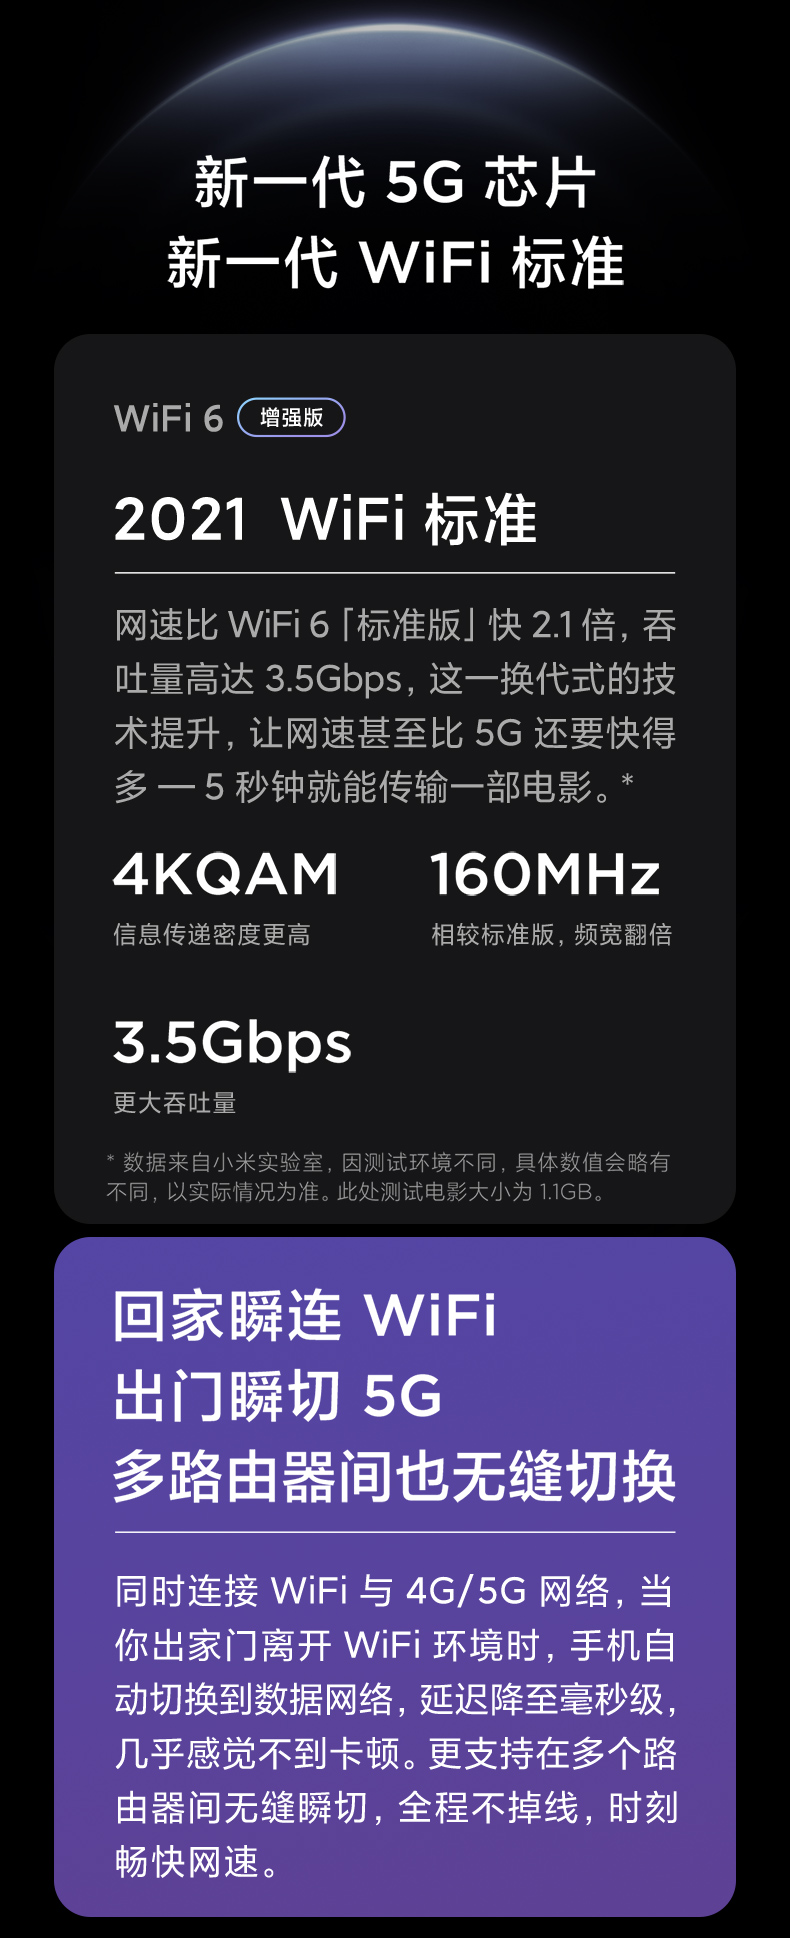 新一代 5G 芯片
新一代 WiFi 标准
WiFi 6 增强版
2021 WiFi 标准
网速比 WiFi 6「标准版」快 2.1 倍，吞
吐量高达 3.5Gbps，这一换代式的技
术提升，让网速甚至比 5G 还要快得
多 — 5 秒钟就能传输一部电影。*
4KQAM 160MHz
信息传递密度更高 相较标准版，频宽翻倍
3.5Gbps
更大吞吐量
* 数据来自小米实验室，因测试环境不同，具体数值会略有
不同，以实际情况为准。此处测试电影大小为 1.1GB。
回家瞬连 WiFi
出门瞬切 5G
多路由器间也无缝切换
同时连接 WiFi 与 4G/5G 网络，当
你出家门离开 WiFi 环境时，手机自
动切换到数据网络，延迟降至毫秒级，
几乎感觉不到卡顿。更支持在多个路
由器间无缝瞬切，全程不掉线，时刻
畅快网速。